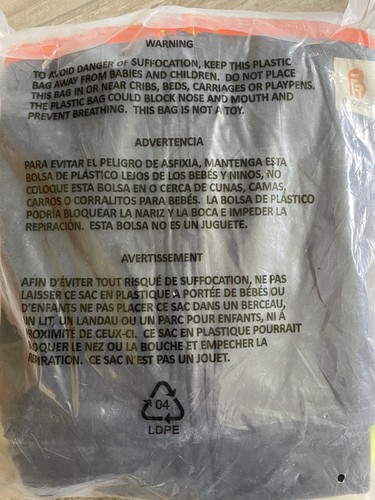 WARNING
TO AVOID DANGER OF SUFFOCATION, KEEP THIS PLASTIC
BAG AWAY FROM BABIES AND CHILDREN. DO NOT PLACE
THIS BAG IN OR NEAR CRIBS, BEDS, CARRIAGES OR PLAYPENS.
THE PLASTIC BAG COULD BLOCK NOSE AND MOUTH AND
PREVENT BREATHING. THIS BAG IS NOT A TOY.
ADVERTENCIA
PARA EVITAR EL PELIGRO DE ASFIXIA, MANTENGA ESTA
BOLSA DE PLÁSTICO LEJOS DE LOS BEBÉS Y NINOS, NO
COLOQUE ESTA BOLSA EN O CERCA DE CUNAS, CAMAS,
CARROS O CORRALITOS PARA BEBÉS. LA BOLSA DE PLÁSTICO
PODRÍA BLOQUEAR LA NARIZ Y LA BOCA E IMPEDER LA
REPIRACIÓN. ESTA BOLSA NO ES UN JUGUETE.
AVERTISSEMENT
AFIN D'ÉVITER TOUT RISQUÉ DE SUFFOCATION, NE PAS
LAISSER CE SAC EN PLASTIQUE A PORTÉE DE BÉBÉS OU
D'ENFANTS NE PAS PLACER CE SAC DANS UN BERCEAU,
UN LIT, UN LANDAU OU UN PARC POUR ENFANTS, NI À
PROXIMITÉ DE CEUX-CI. CE SAC EN PLASTIQUE POURRAIT
BLOQUER LE NEZ OU LA BOUCHE ET EMPECHER LA
RESPIRATION. CE SAC N'EST PAS UN JOUET.
04
LDPE